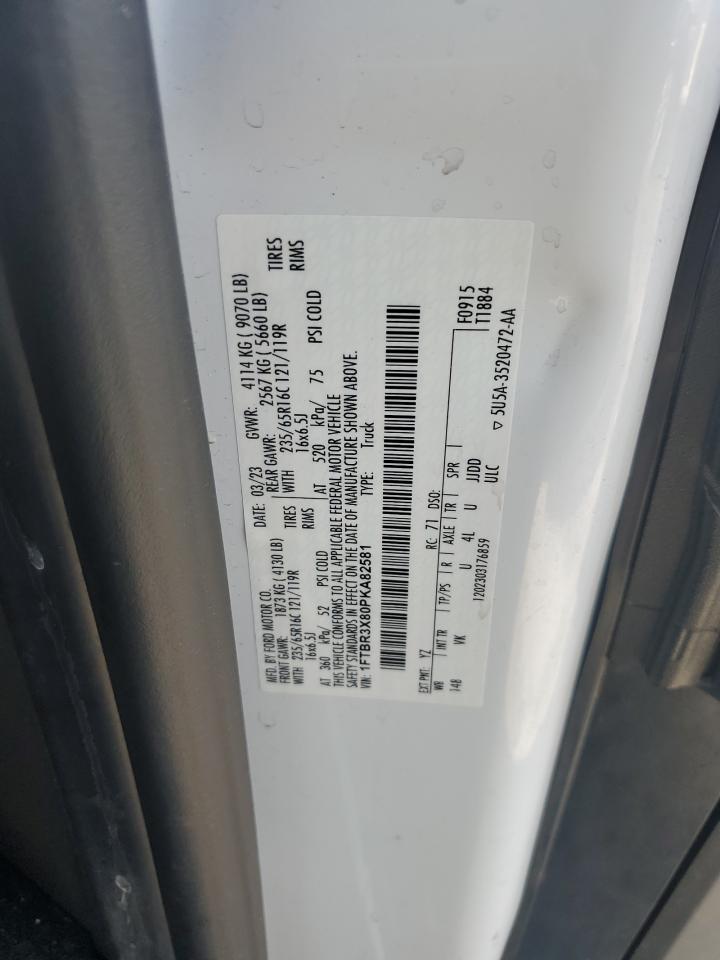 MFD. BY FORD MOTOR CO.
DATE: 03/23 GVWR: 4114 KG ( 9070 LB)
FRONT GAWR: 1873 KG ( 4130 LB) REAR GAWR: 2567 KG ( 5660 LB)
WITH 235/65R16C 121/119R TIRES WITH 235/65R16C 121/119R TIRES
16x6.5J RIMS 16x6.5J RIMS
AT 360 kPa/ 52 PSI COLD AT 520 kPa/ 75 PSI COLD
THIS VEHICLE CONFORMS TO ALL APPLICABLE FEDERAL MOTOR VEHICLE
SAFETY STANDARDS IN EFFECT ON THE DATE OF MANUFACTURE SHOWN ABOVE.
VIN: 1FTBR3X80PKA82581 TYPE: Truck
EXT PNT: YZ RC: 71 DSO: F0915
WB INT TR TP/PS R AXLE TR SPR T1884
148 VK U 4L U JJDD
1202303176859 ULC ▽ 5U5A-3520472-AA